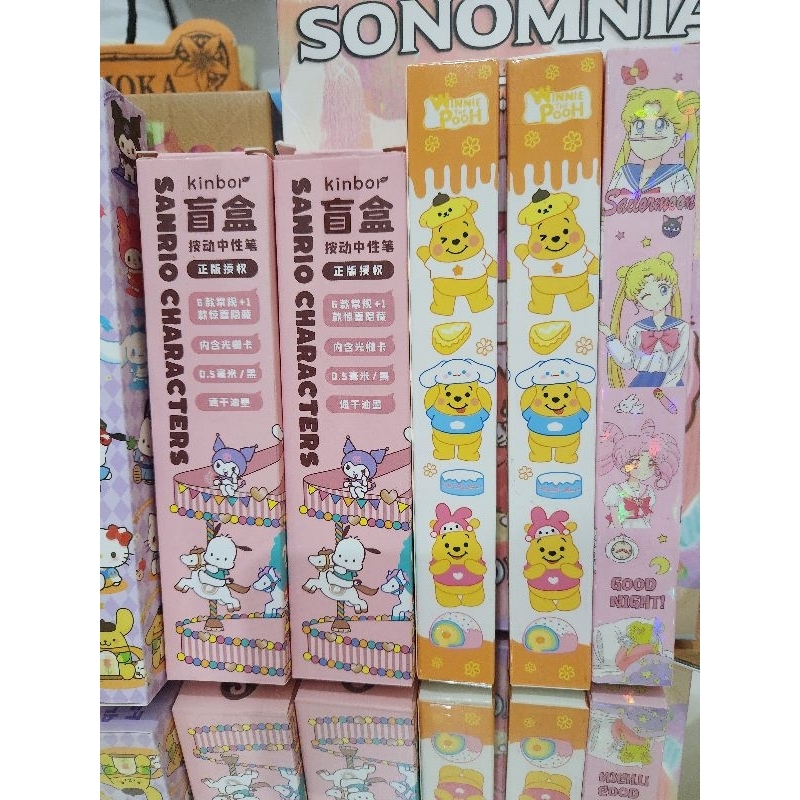 SONOMNIA
MOKA
kinbor
盲盒
按动中性笔
正版授权
SANRIO CHARACTERS
6款常规+1
款惊喜隐藏
内含光栅卡
0.5毫米/黑
速干油墨
kinbor
盲盒
按动中性笔
正版授权
SANRIO CHARACTERS
6款常规+1
款惊喜隐藏
内含光栅卡
0.5毫米/黑
速干油墨
WINNIE
THE
POOH
WINNIE
THE
POOH
Sailormoon
GOOD
NIGHT!